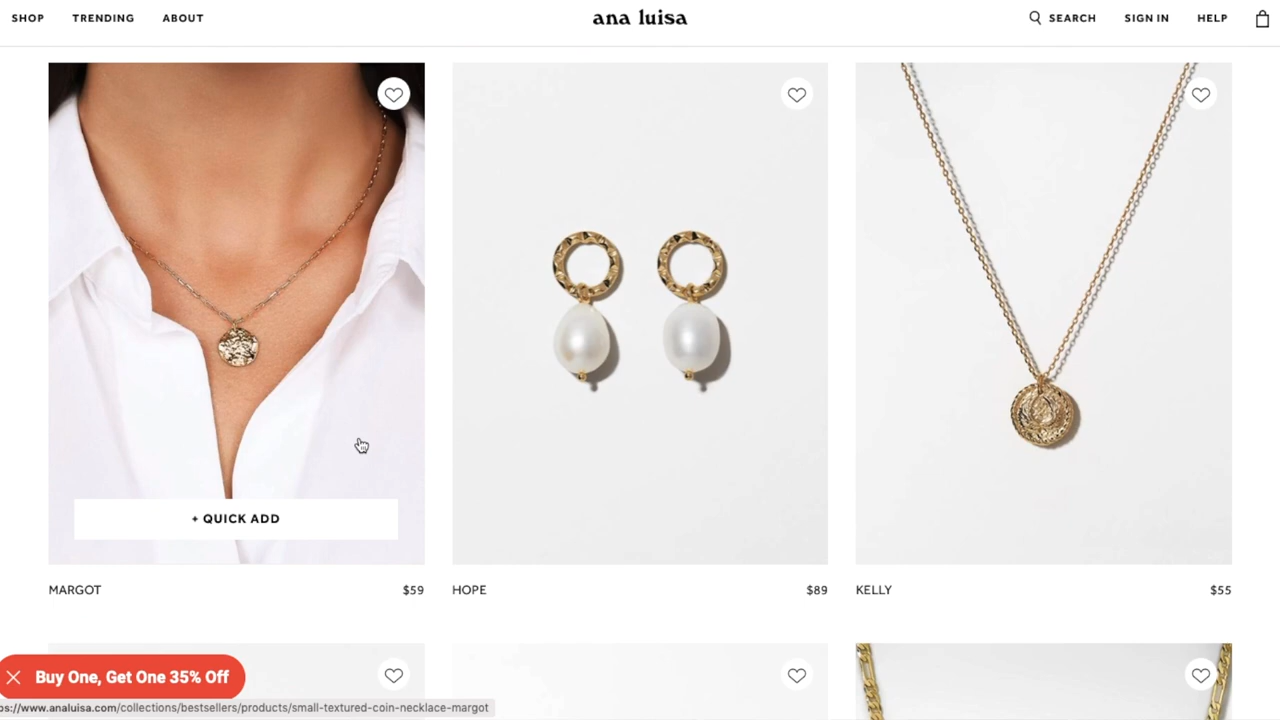 SHOP TRENDING ABOUT ana luisa SEARCH SIGN IN HELP
+ QUICK ADD
MARGOT $59 HOPE $89 KELLY $55
Buy One, Get One 35% Off
ps://www.analuisa.com/collections/bestsellers/products/small-textured-coin-necklace-margot